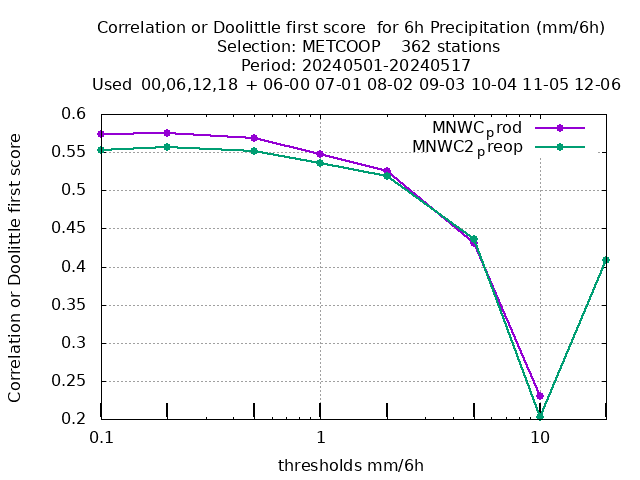 Correlation or Doolittle first score  for 6h Precipitation (mm/6h)
Selection: METCOOP    362 stations
Period: 20240501-20240517
Used  00,06,12,18  + 06-00 07-01 08-02 09-03 10-04 11-05 12-06
MNWCprod
MNWC2preop
Correlation or Doolittle first score
0.6
0.55
0.5
0.45
0.4
0.35
0.3
0.25
0.2
0.1 1 10
thresholds mm/6h